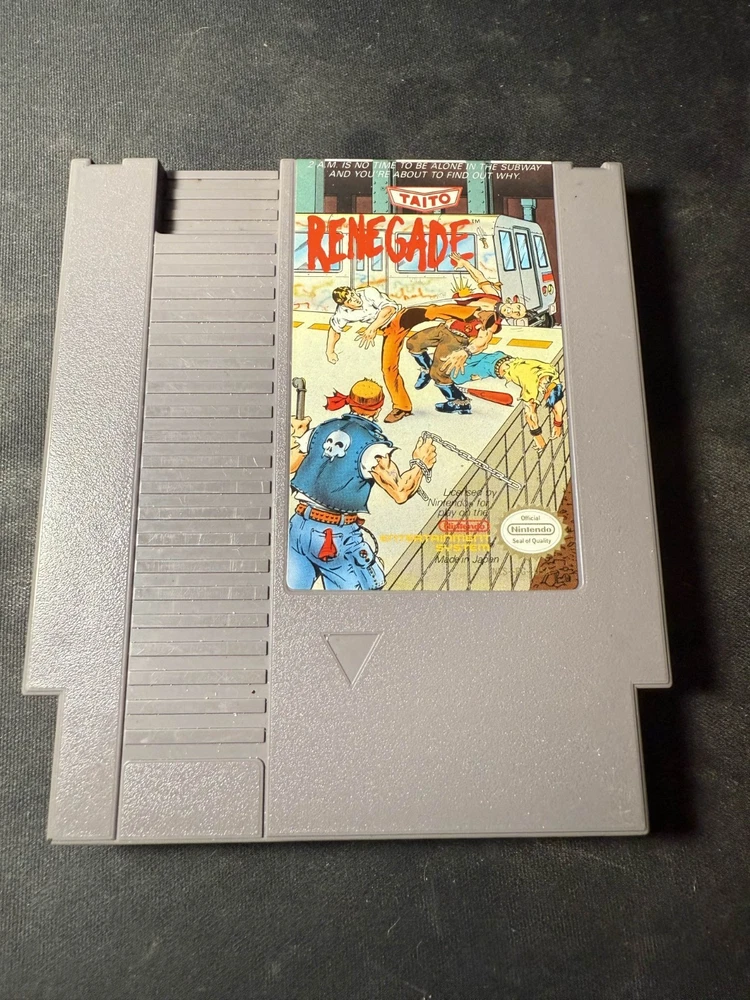 2 A.M. IS NO TIME TO BE ALONE IN THE SUBWAY
AND YOU'RE ABOUT TO FIND OUT WHY.
TAITO
RENEGADE™
Licensed by
Nintendo® for
play on the
Nintendo
ENTERTAINMENT
SYSTEM
Made in Japan
Official
Nintendo
Seal of Quality